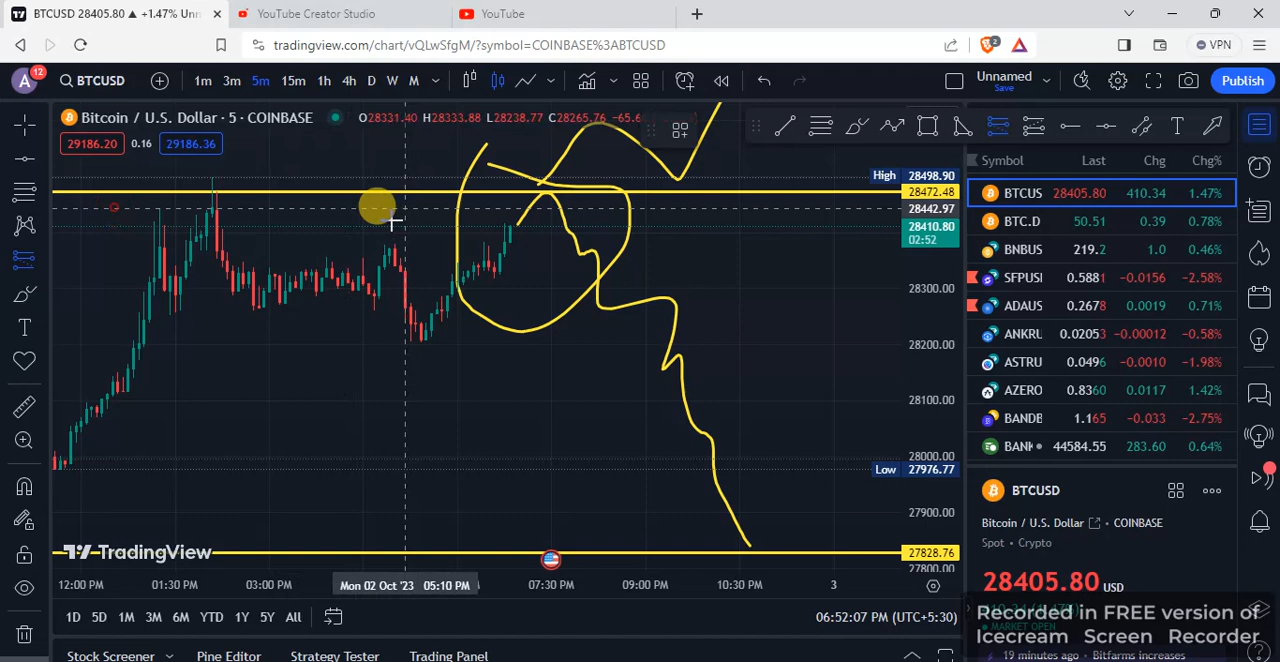 BTCUSD 28405.80 ▲ +1.47% Unn
YouTube Creator Studio
YouTube
tradingview.com/chart/vQLwSfgM/?symbol=COINBASE%3ABTCUSD
2
VPN
A 12
BTCUSD
1m 3m 5m 15m 1h 4h D W M
Unnamed
Save
Publish
Bitcoin / U.S. Dollar · 5 · COINBASE
O28331.40 H28333.88 L28238.77 C28265.76 -65.6
29186.20 0.16 29186.36
High 28498.90
28472.48
28442.97
28410.80
02:52
28300.00
28200.00
28100.00
28000.00
Low 27976.77
27900.00
27828.76
27800.00
TradingView
12:00 PM 01:30 PM 03:00 PM Mon 02 Oct '23 05:10 PM 07:30 PM 09:00 PM 10:30 PM 3
1D 5D 1M 3M 6M YTD 1Y 5Y All
06:52:07 PM (UTC+5:30)
Stock Screener Pine Editor Strategy Tester Trading Panel
Symbol Last Chg Chg%
BTCUS 28405.80 410.34 1.47%
BTC.D 50.51 0.39 0.78%
BNBUS 219.2 1.0 0.46%
SFPUSI 0.5881 -0.0156 -2.58%
ADAUS 0.2678 0.0019 0.71%
ANKRU 0.02053 -0.00012 -0.58%
ASTRU 0.0496 -0.0010 -1.98%
AZERO 0.8360 0.0117 1.42%
BANDB 1.165 -0.033 -2.75%
BANK 44584.55 283.60 0.64%
BTCUSD
Bitcoin / U.S. Dollar COINBASE
Spot • Crypto
28405.80 USD
MARKET OPEN
19 minutes ago • Bitfarms increases
Recorded in FREE version of
Icecream Screen Recorder